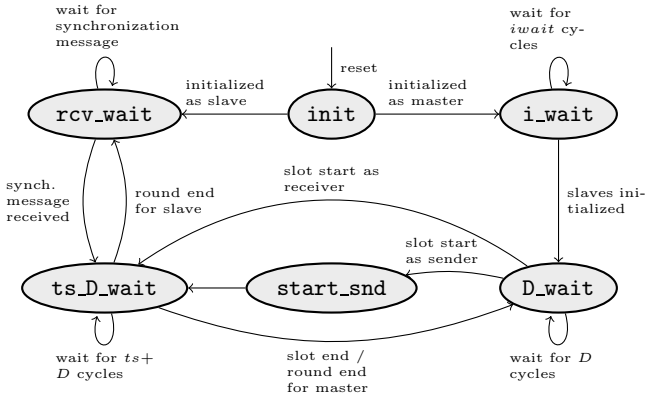 wait for
synchronization
message
wait for
iwait cy-
cles
reset
initialized
as slave
initialized
as master
rcv_wait
init
i_wait
synch.
message
received
round end
for slave
slot start as
receiver
slaves ini-
tialized
slot start
as sender
ts_D_wait
start_snd
D_wait
wait for ts+
D cycles
slot end /
round end
for master
wait for D
cycles